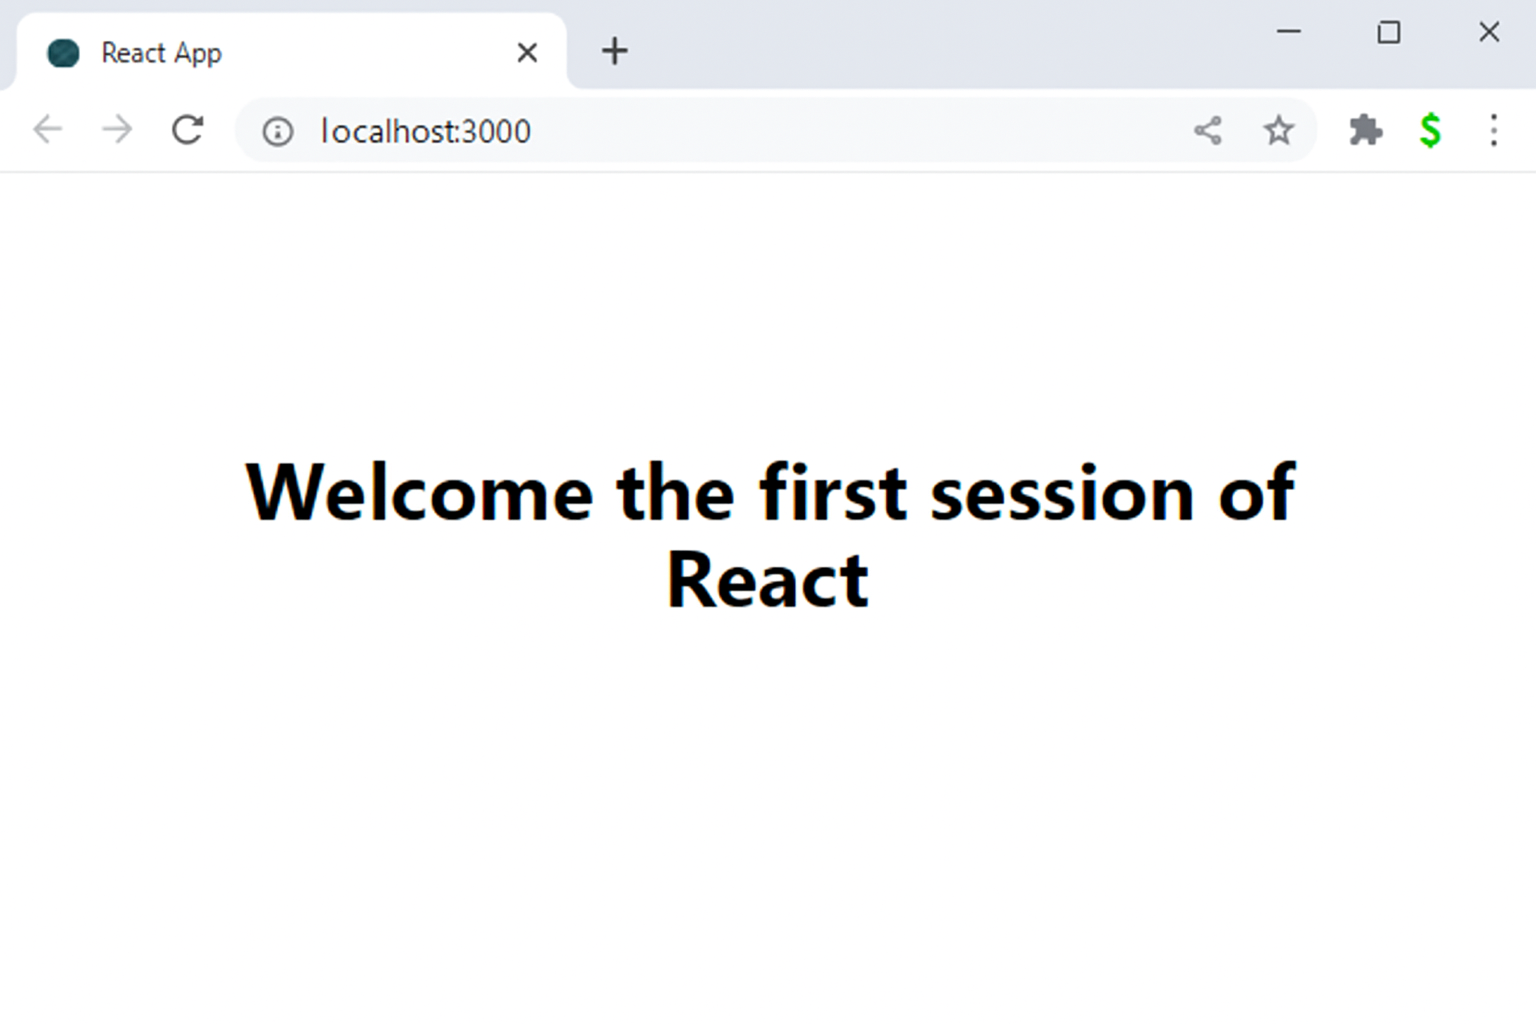 React App
localhost:3000
Welcome the first session of
React